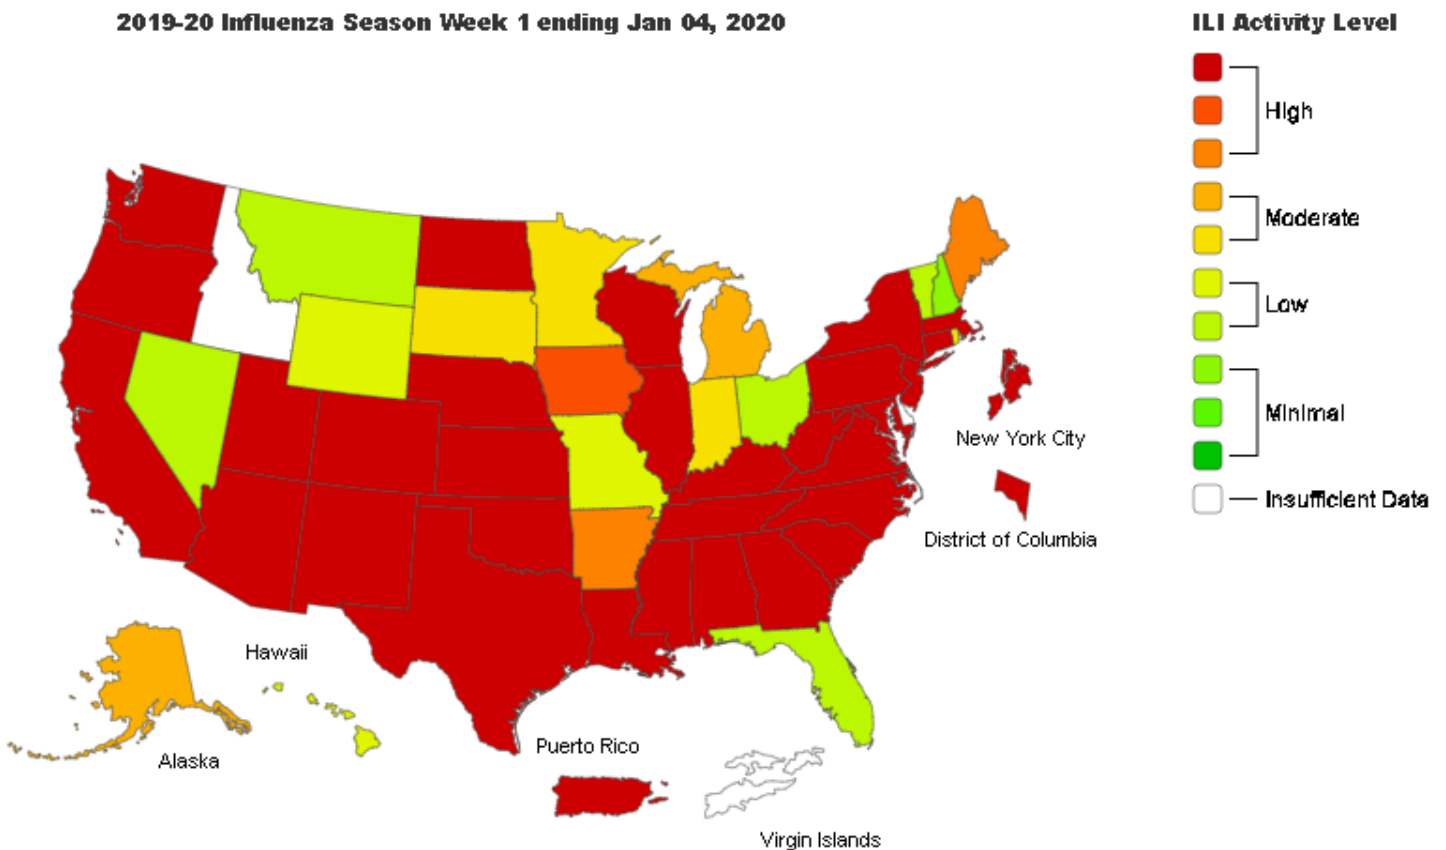 2019-20 Influenza Season Week 1 ending Jan 04, 2020
ILI Activity Level
High
Moderate
Low
Minimal
Insufficient Data
New York City
District of Columbia
Hawaii
Alaska
Puerto Rico
Virgin Islands